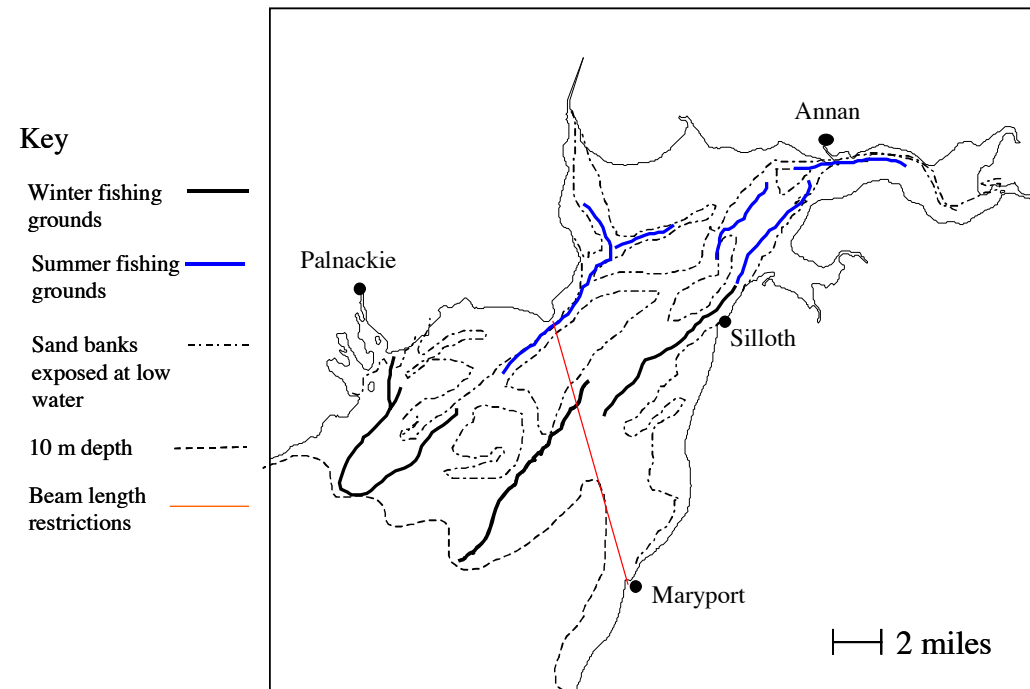 Key
Winter fishing
grounds
Summer fishing
grounds
Sand banks
exposed at low
water
10 m depth
Beam length
restrictions
Annan
Palnackie
Silloth
Maryport
2 miles